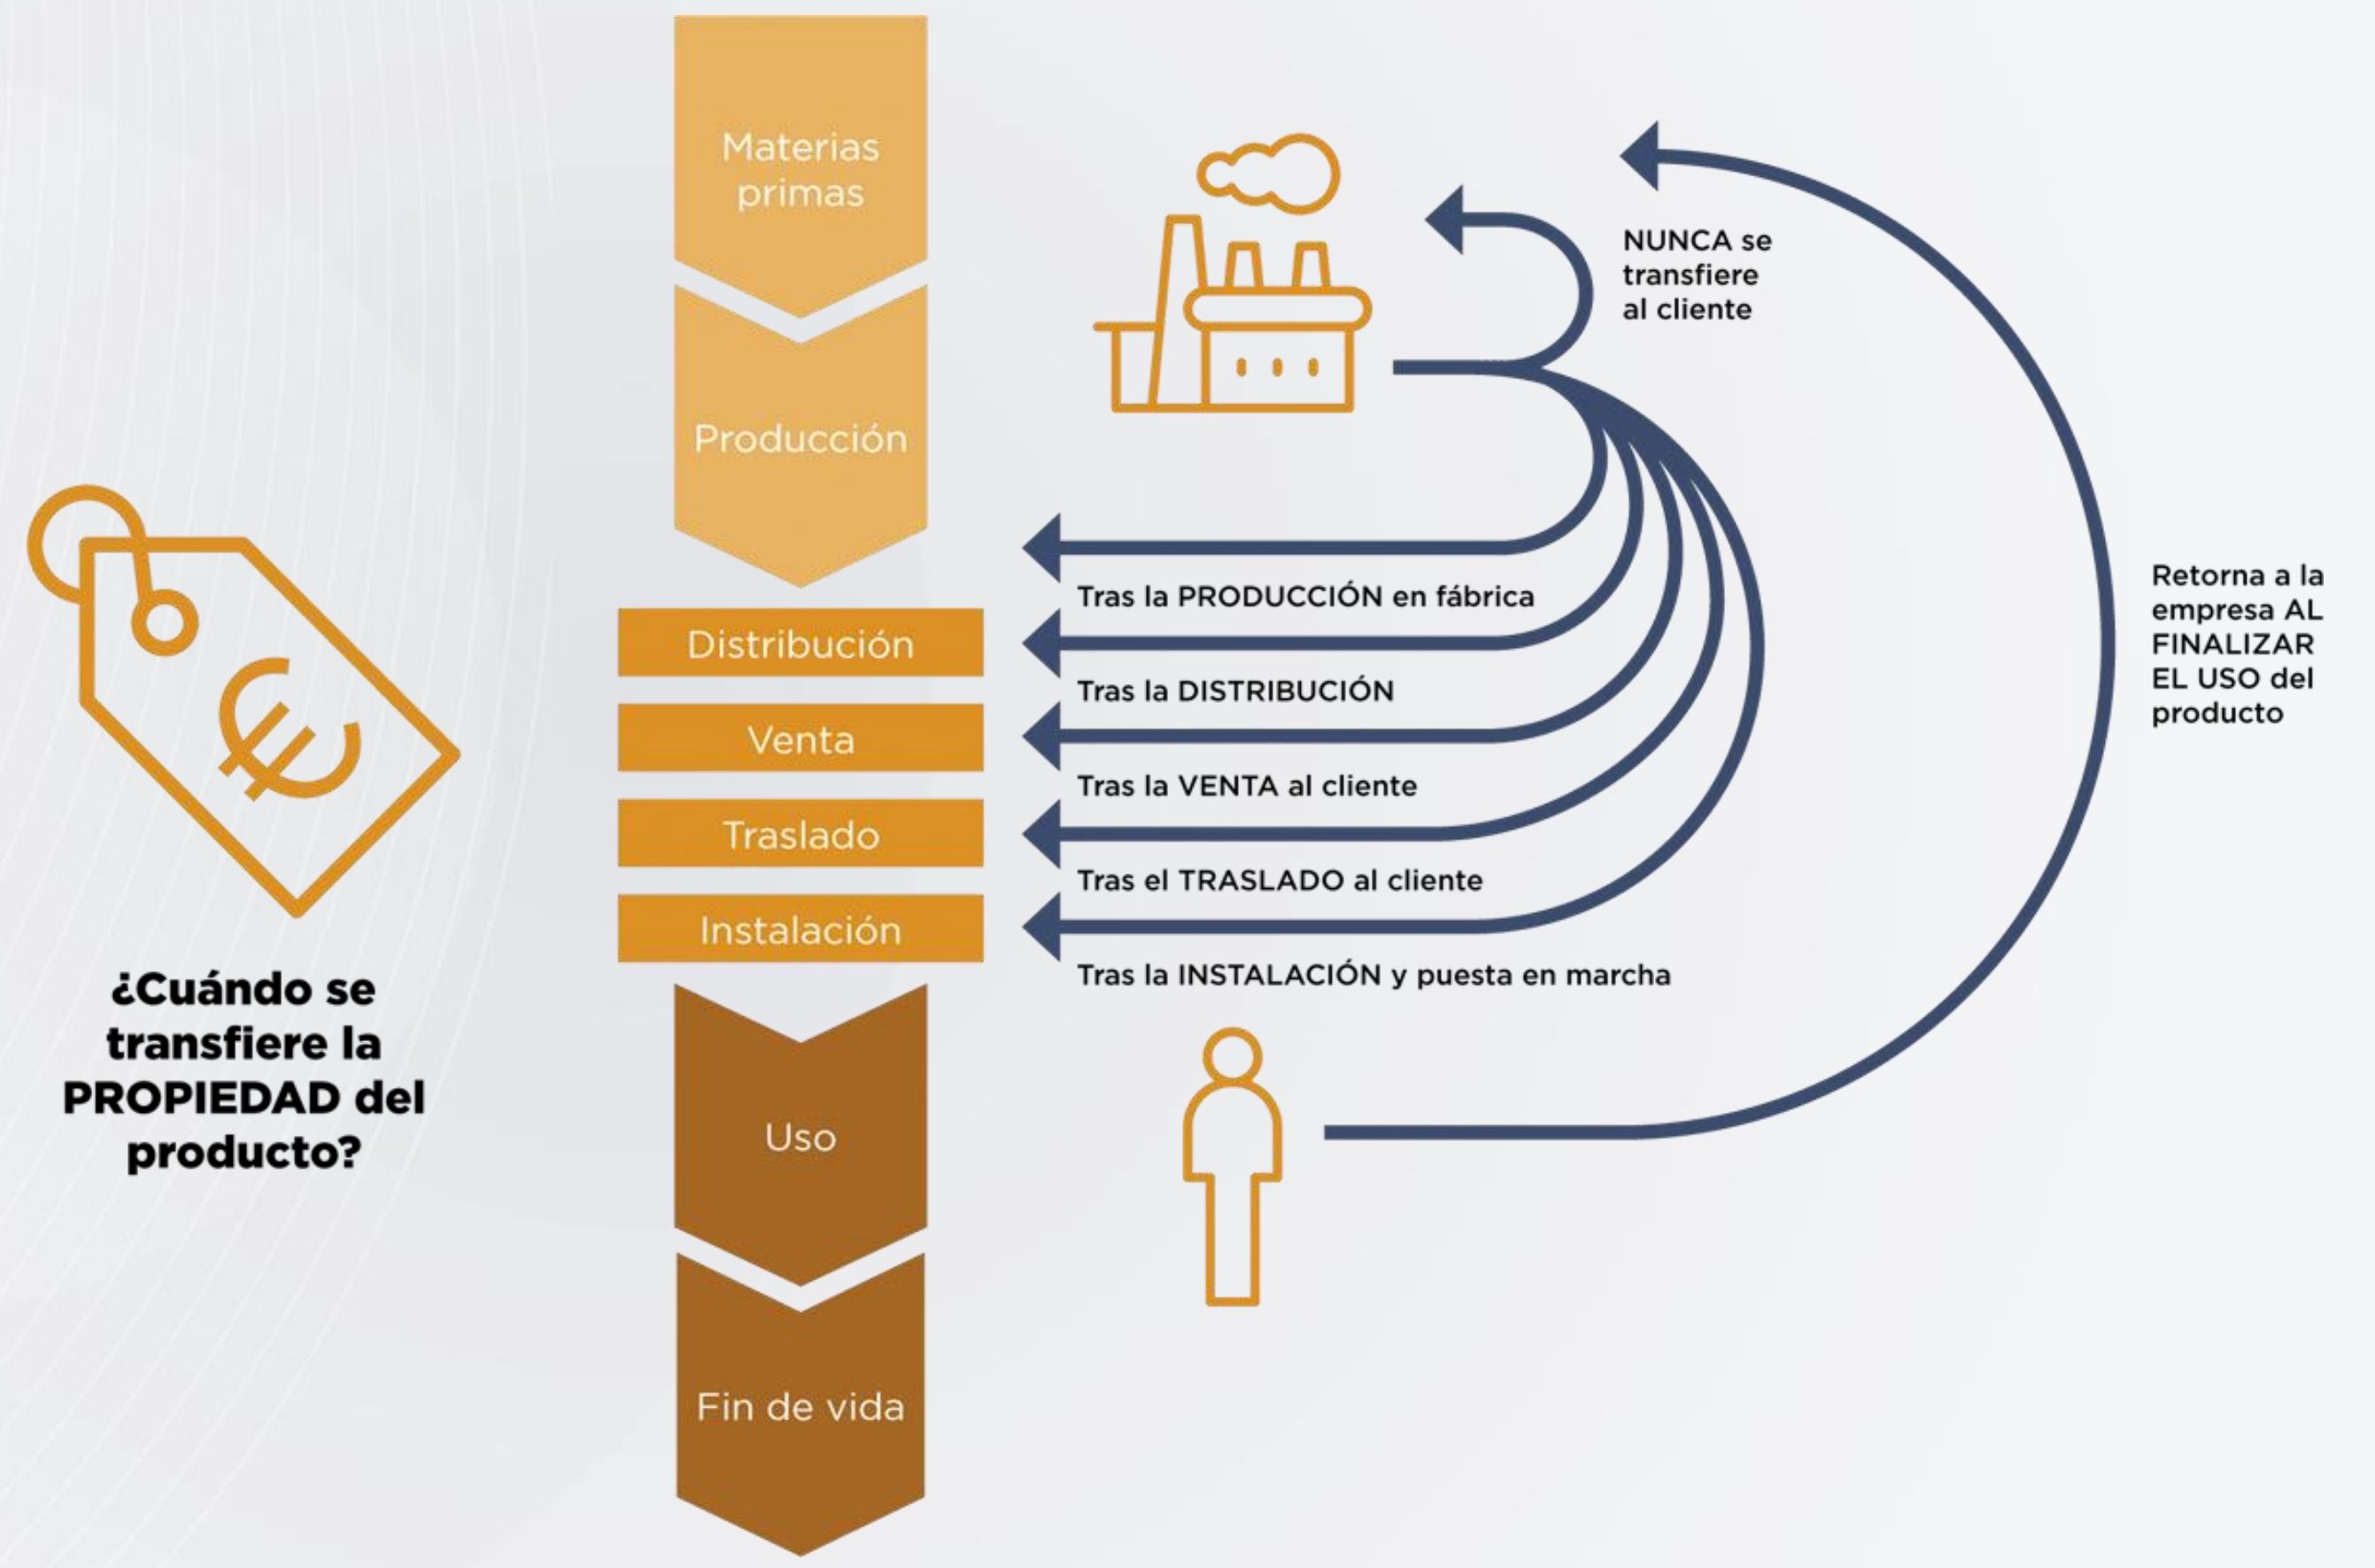 ¿Cuándo se
transfiere la
PROPIEDAD del
producto?
Materias
primas
Producción
Distribución
Venta
Traslado
Instalación
Uso
Fin de vida
NUNCA se
transfiere
al cliente
Tras la PRODUCCIÓN en fábrica
Tras la DISTRIBUCIÓN
Tras la VENTA al cliente
Tras el TRASLADO al cliente
Tras la INSTALACIÓN y puesta en marcha
Retorna a la
empresa AL
FINALIZAR
EL USO del
producto